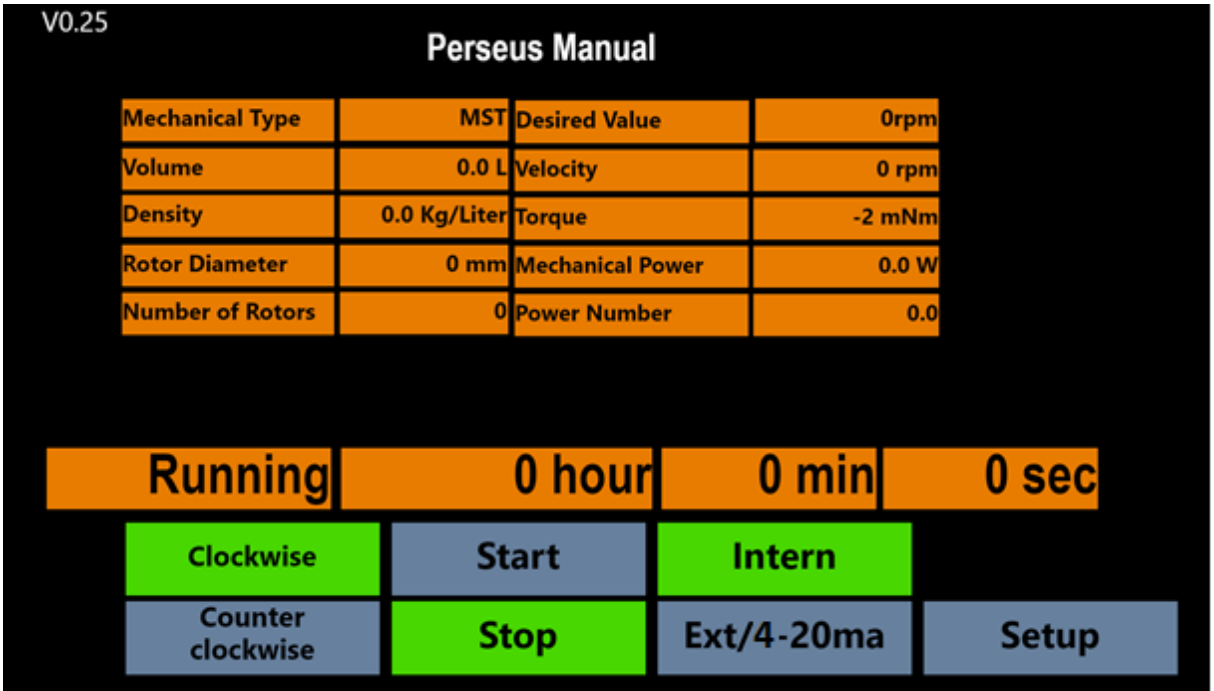 V0.25
Perseus Manual
Mechanical Type MST Desired Value 0rpm
Volume 0.0 L Velocity 0 rpm
Density 0.0 Kg/Liter Torque -2 mNm
Rotor Diameter 0 mm Mechanical Power 0.0 W
Number of Rotors 0 Power Number 0.0
Running 0 hour 0 min 0 sec
Clockwise Start Intern
Counter
clockwise Stop Ext/4-20ma Setup